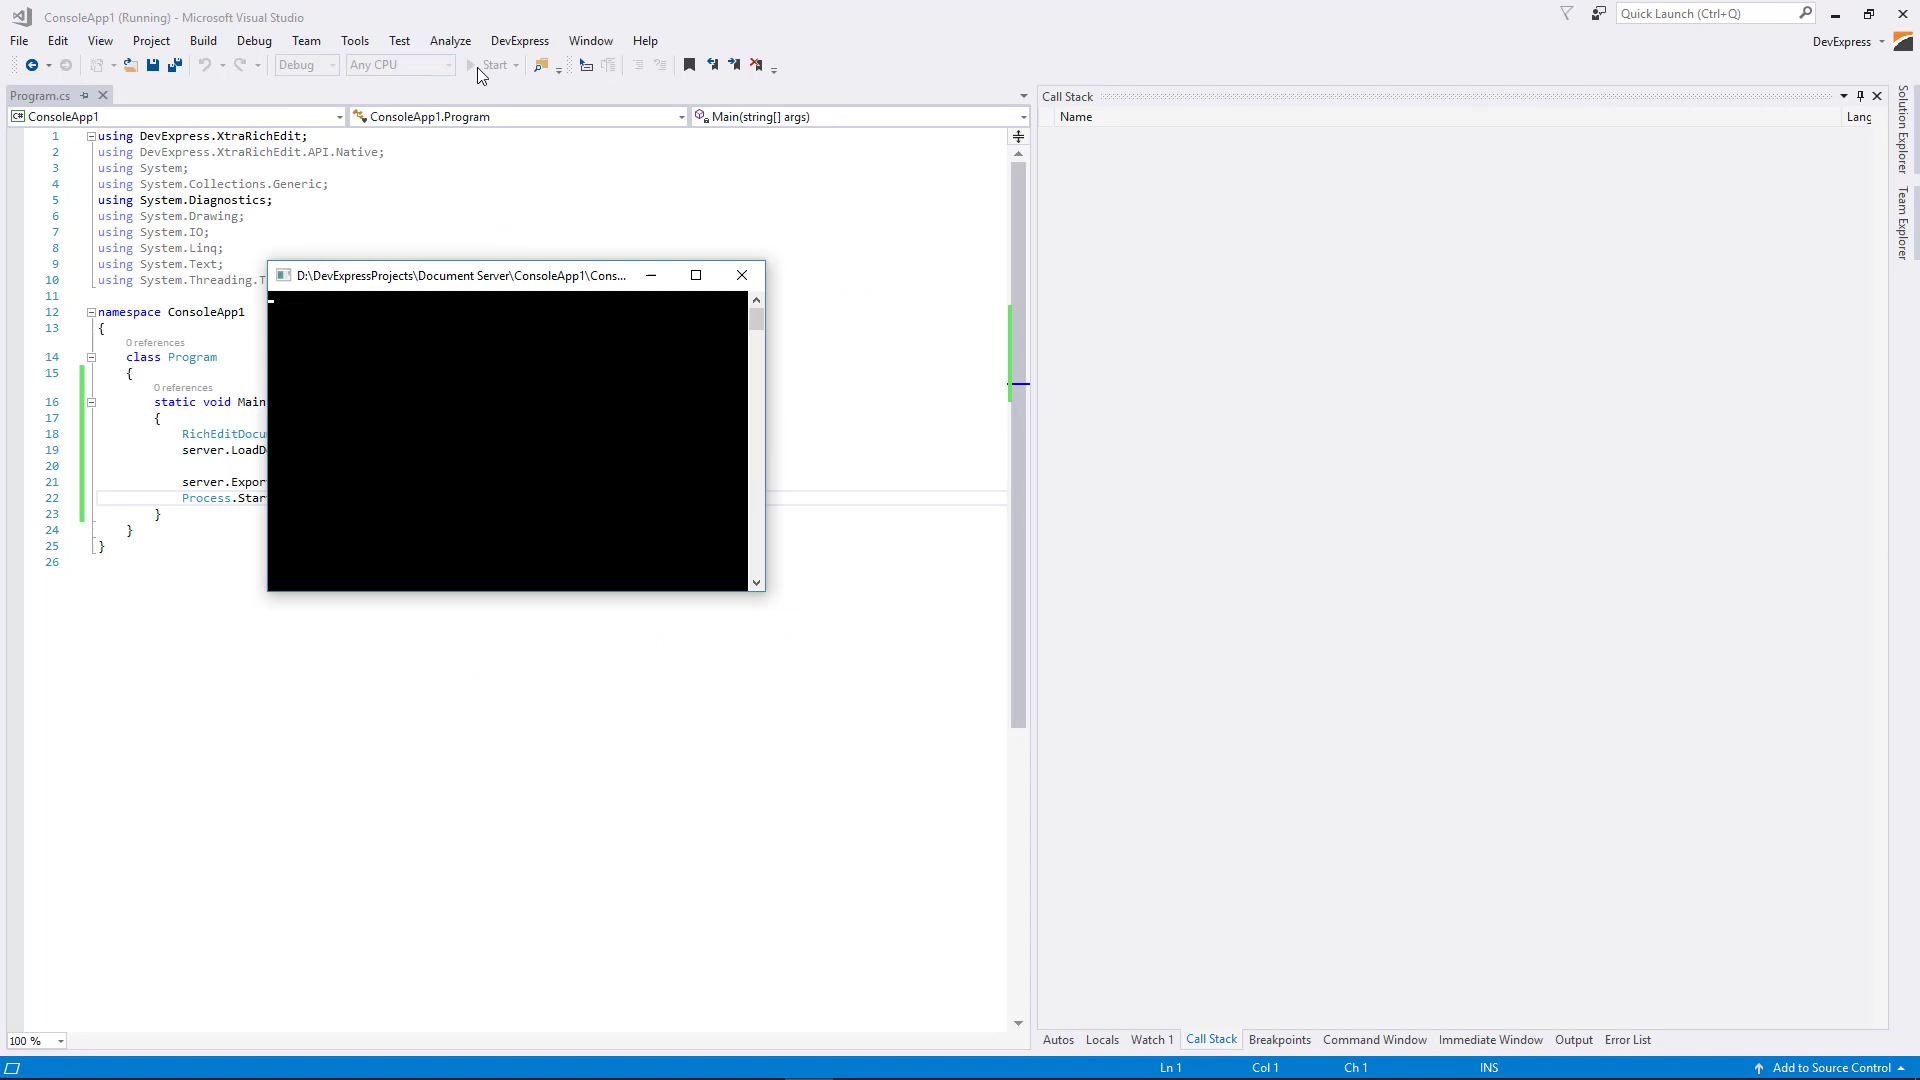 ConsoleApp1 (Running) - Microsoft Visual Studio
Quick Launch (Ctrl+Q)
File Edit View Project Build Debug Team Tools Test Analyze DevExpress Window Help
DevExpress
Debug Any CPU Start
Program.cs
Call Stack
ConsoleApp1 ConsoleApp1.Program Main(string[] args)
Name Lang
1 using DevExpress.XtraRichEdit;
2 using DevExpress.XtraRichEdit.API.Native;
3 using System;
4 using System.Collections.Generic;
5 using System.Diagnostics;
6 using System.Drawing;
7 using System.IO;
8 using System.Linq;
9 using System.Text;
10 using System.Threading.T
11
12 namespace ConsoleApp1
13 {
0 references
14 class Program
15 {
0 references
16 static void Main
17 {
18 RichEditDocu
19 server.LoadD
20
21 server.Expor
22 Process.Star
23 }
24 }
25 }
26
D:\DevExpressProjects\Document Server\ConsoleApp1\Cons...
Solution Explorer
Team Explorer
100 %
Autos Locals Watch 1 Call Stack Breakpoints Command Window Immediate Window Output Error List
Ln 1 Col 1 Ch 1 INS Add to Source Control